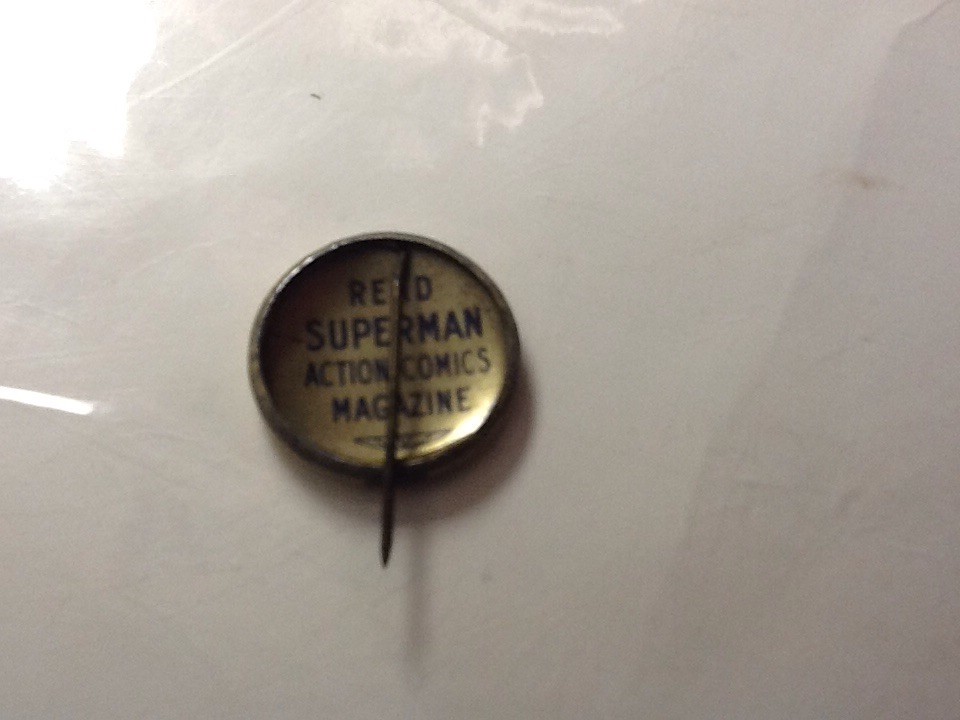 READ
SUPERMAN
ACTION COMICS
MAGAZINE